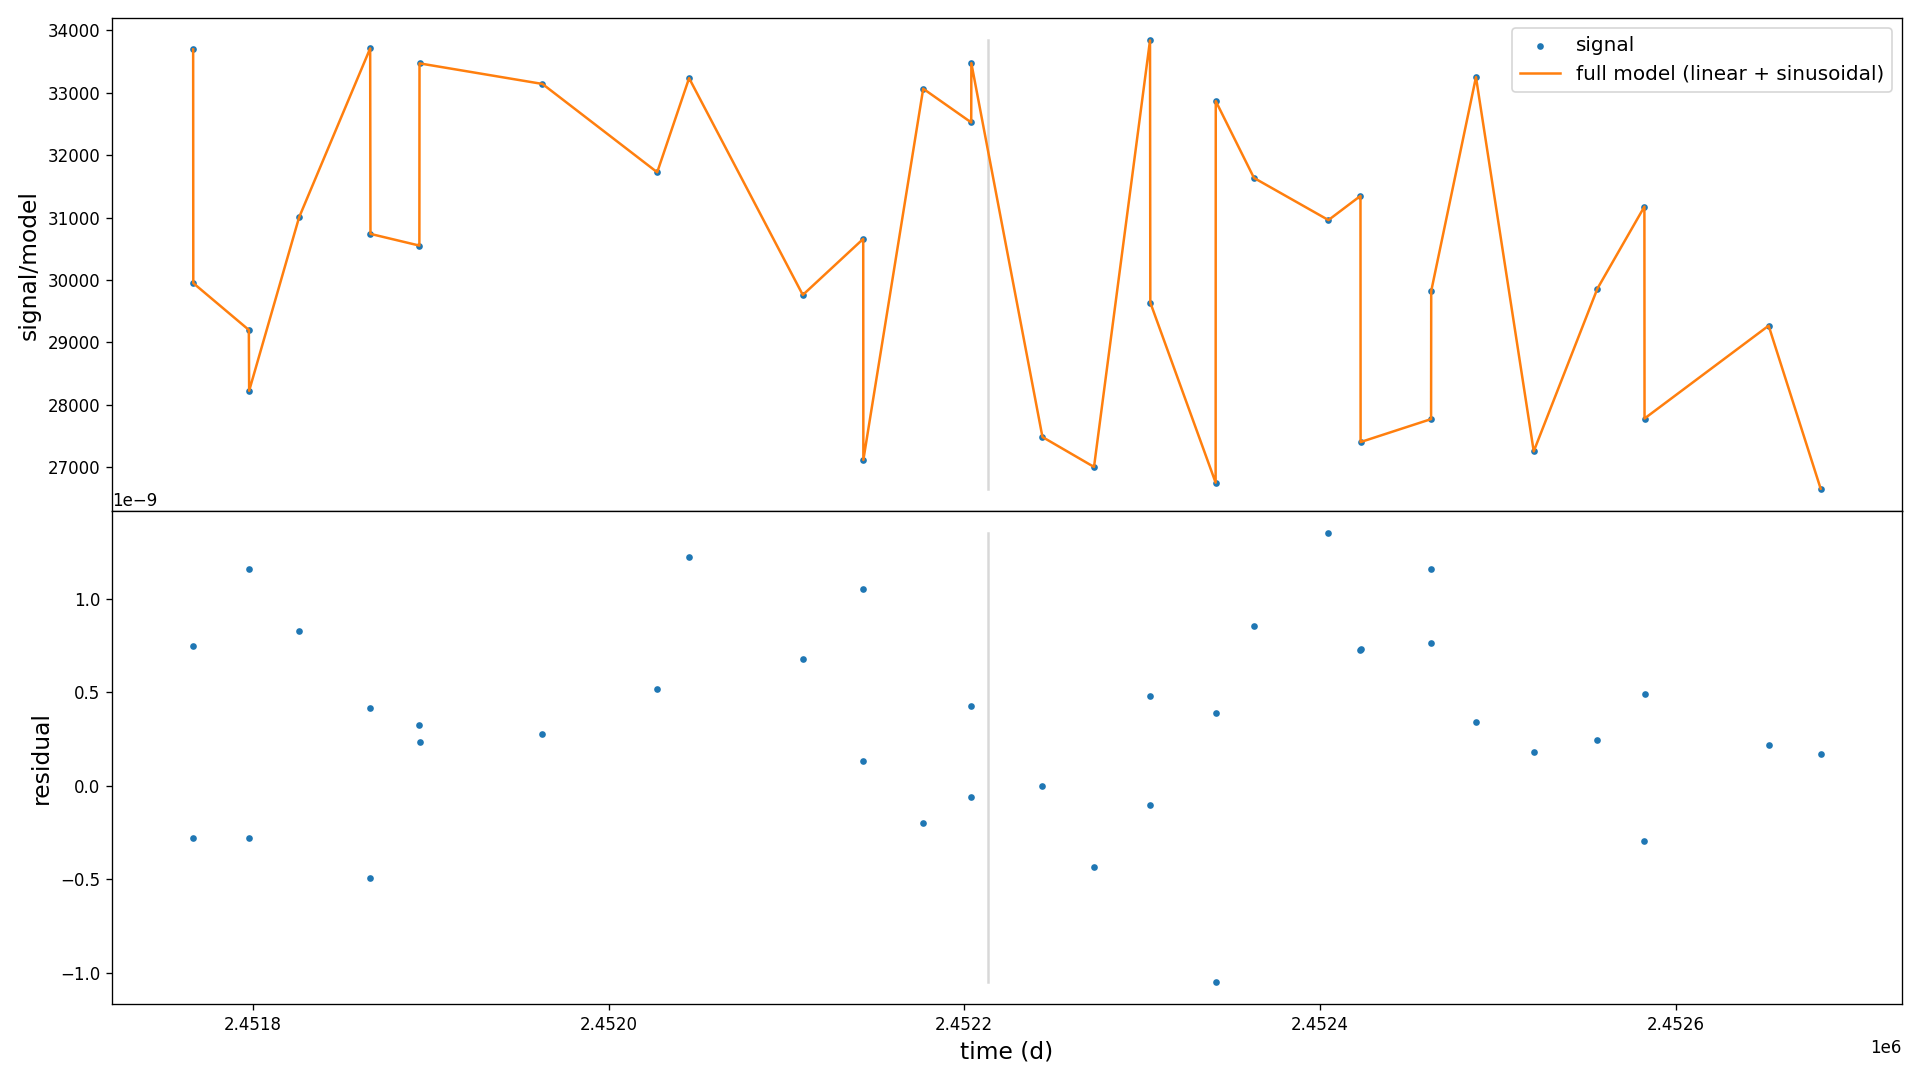 34000
33000
32000
31000
30000
29000
28000
27000
signal/model
signal
full model (linear + sinusoidal)
1e−9
1.0
0.5
0.0
−0.5
−1.0
residual
2.4518
2.4520
2.4522
2.4524
2.4526
1e6
time (d)